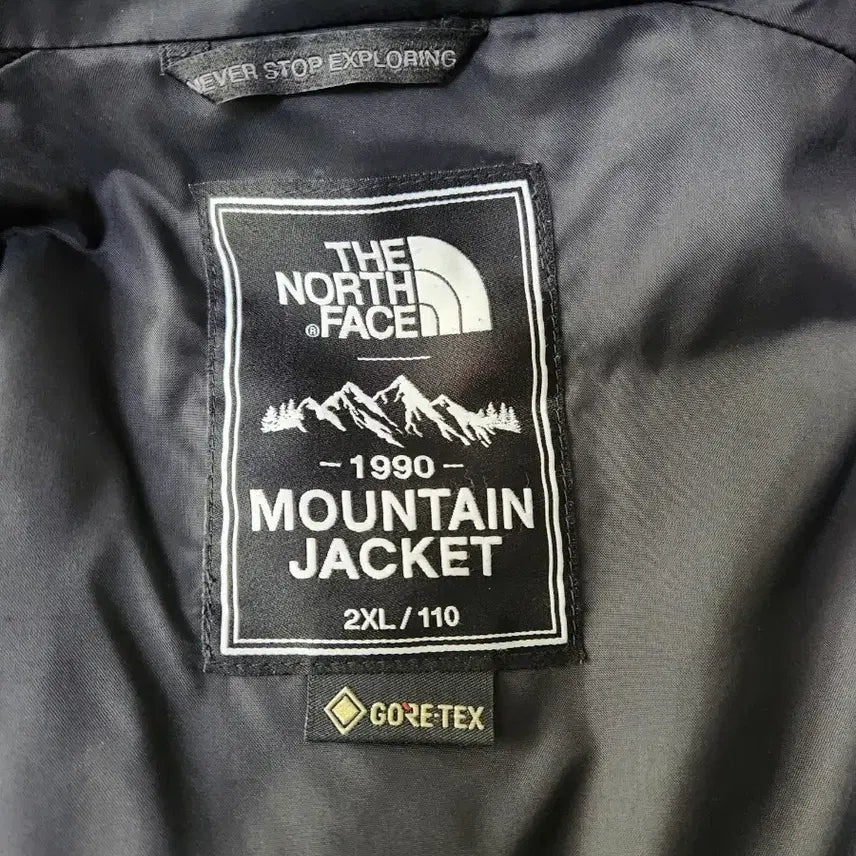 NEVER STOP EXPLORING
THE
NORTH
®FACE
- 1990 -
MOUNTAIN
JACKET
2XL / 110
GORE-TEX